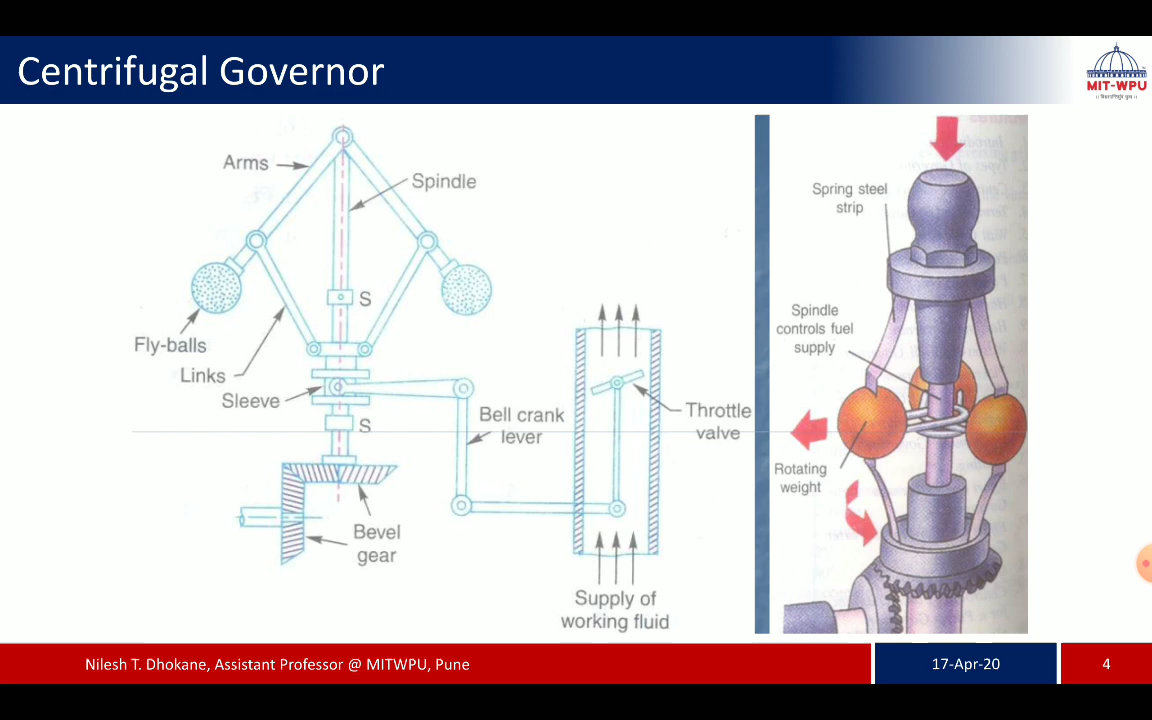 Centrifugal Governor
MIT-WPU
Arms
Spindle
S
Fly-balls
Links
Sleeve
S
Bell crank
lever
Throttle
valve
Bevel
gear
Supply of
working fluid
Spring steel
strip
Spindle
controls fuel
supply
Rotating
weight
Nilesh T. Dhokane, Assistant Professor @ MITWPU, Pune
17-Apr-20
4